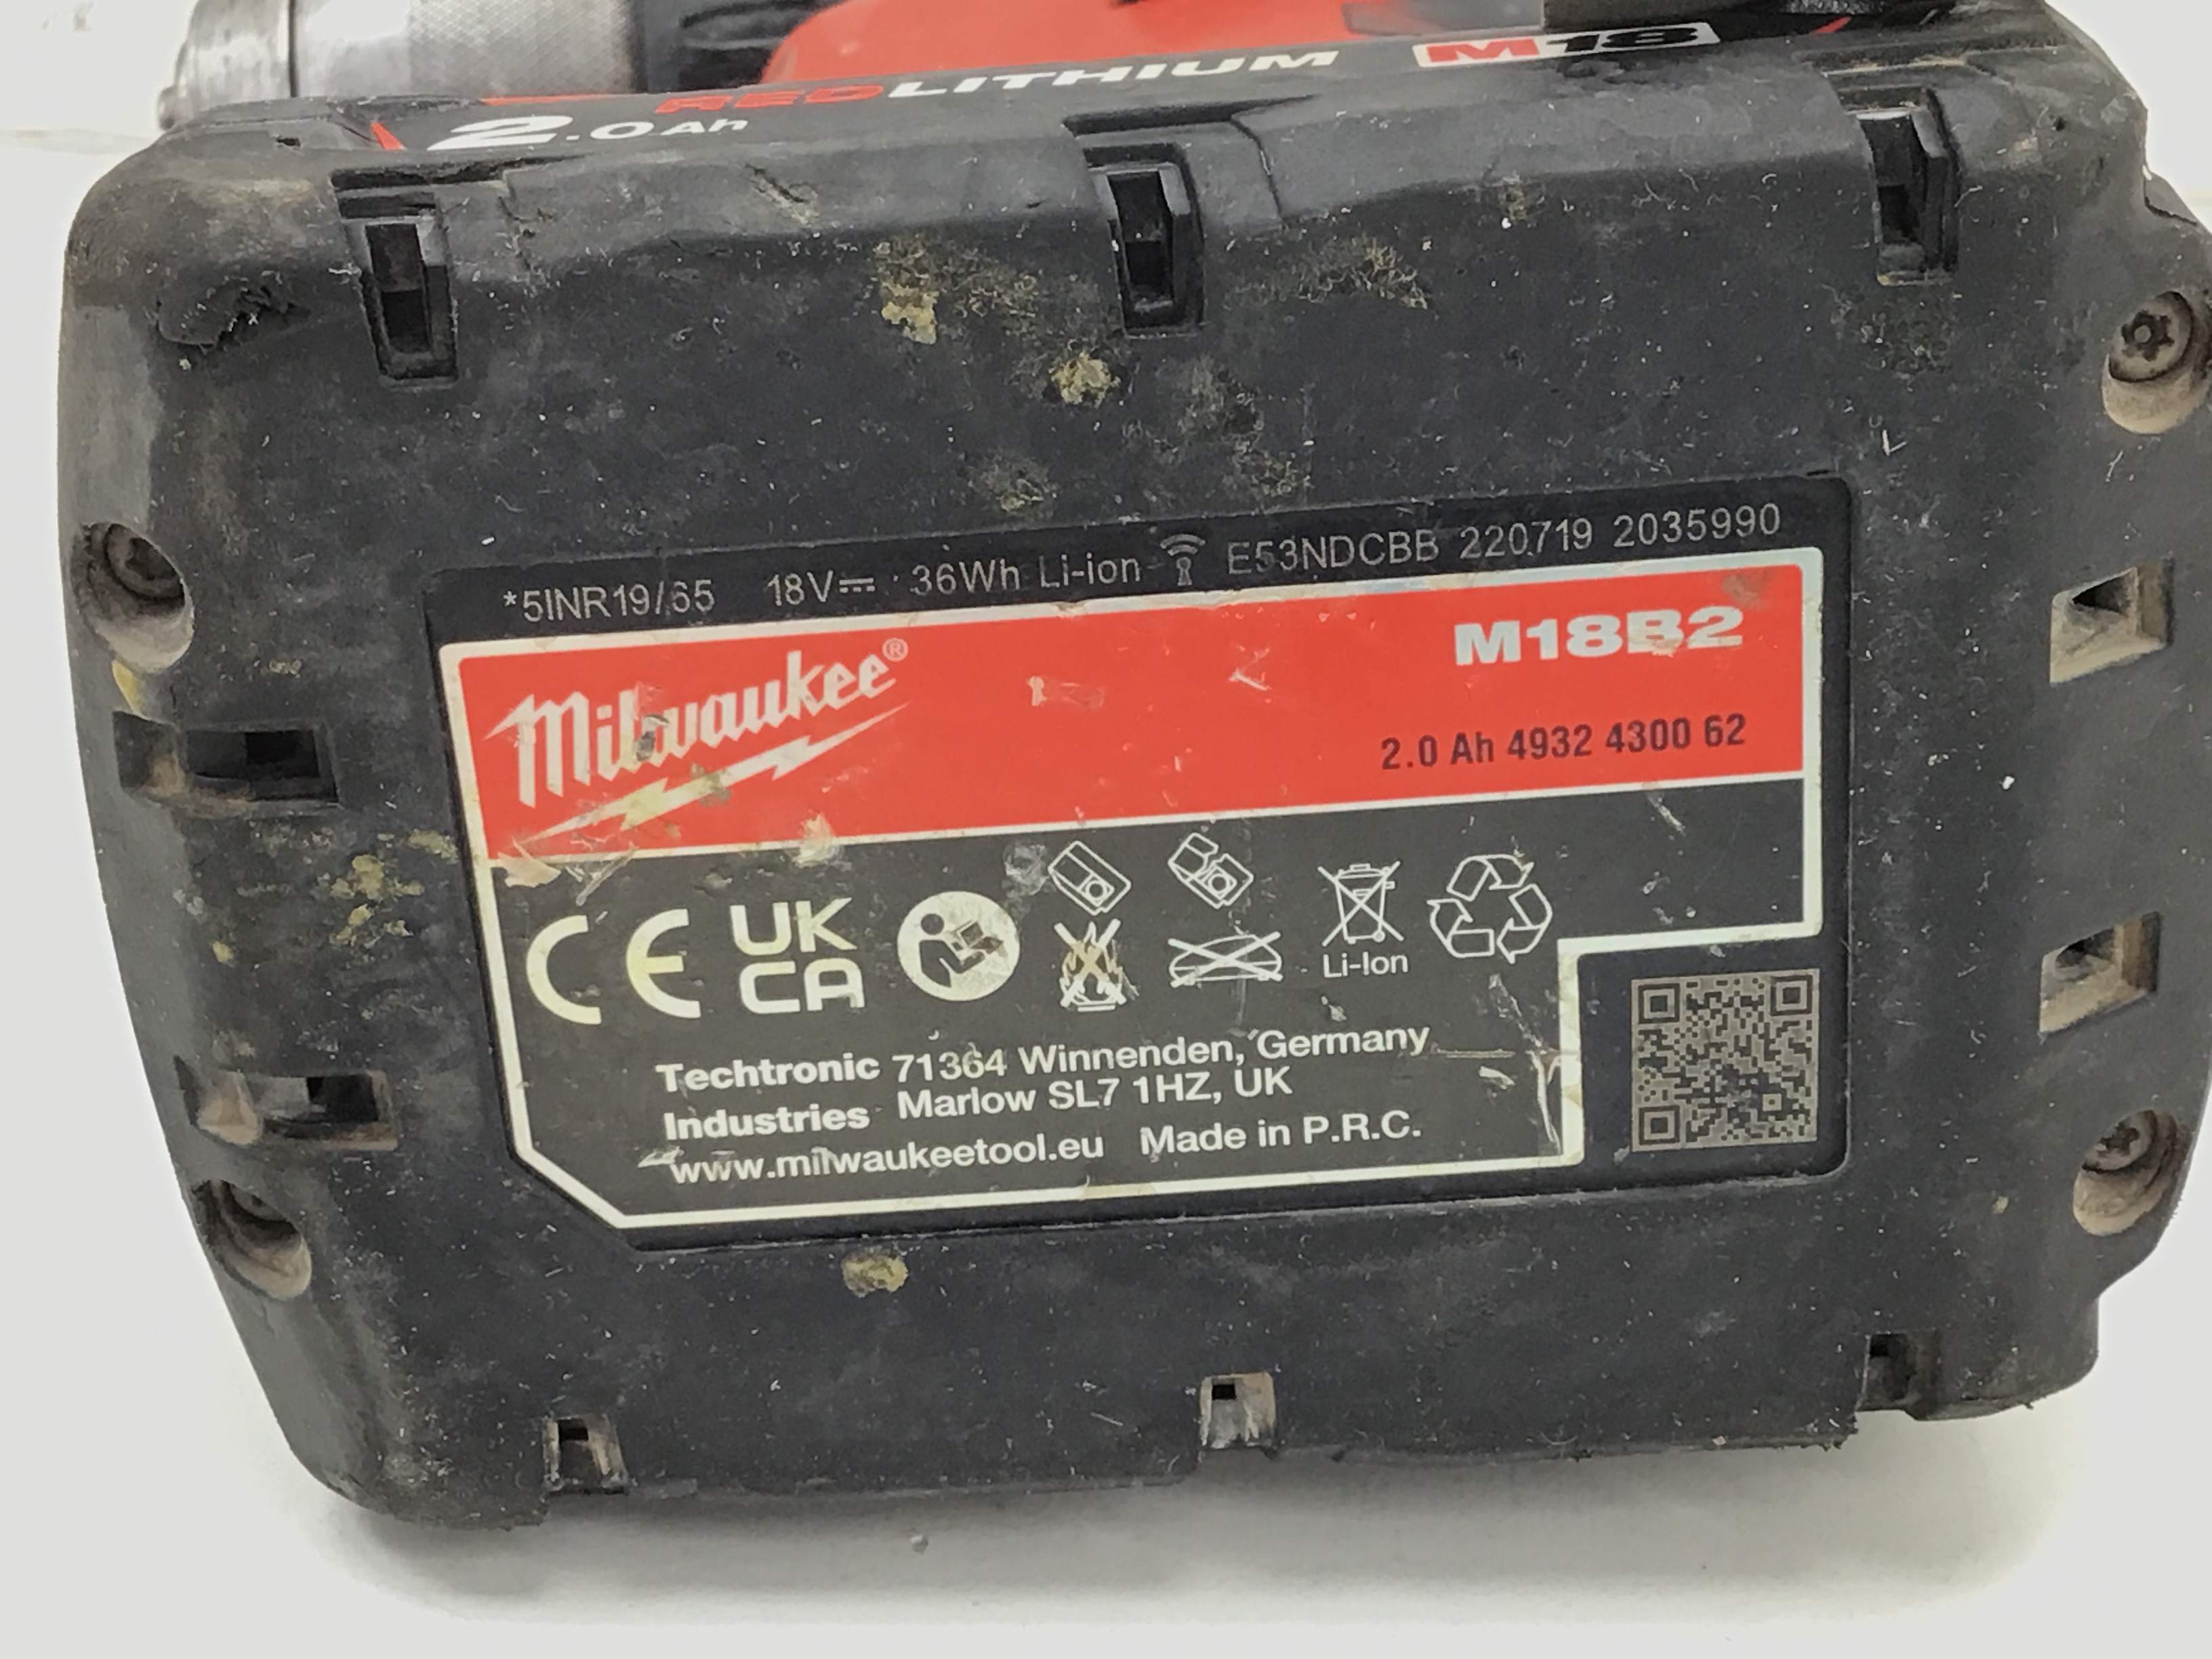 REDLITHIUM M18
2.0 Ah
*5INR19/65 18V 36Wh Li-ion E53NDCBB 220719 2035990
Milwaukee®
M18B2
2.0 Ah 4932 4300 62
CE
UK
CA
Li-Ion
Techtronic 71364 Winnenden, Germany
Industries Marlow SL7 1HZ, UK
www.milwaukeetool.eu Made in P.R.C.